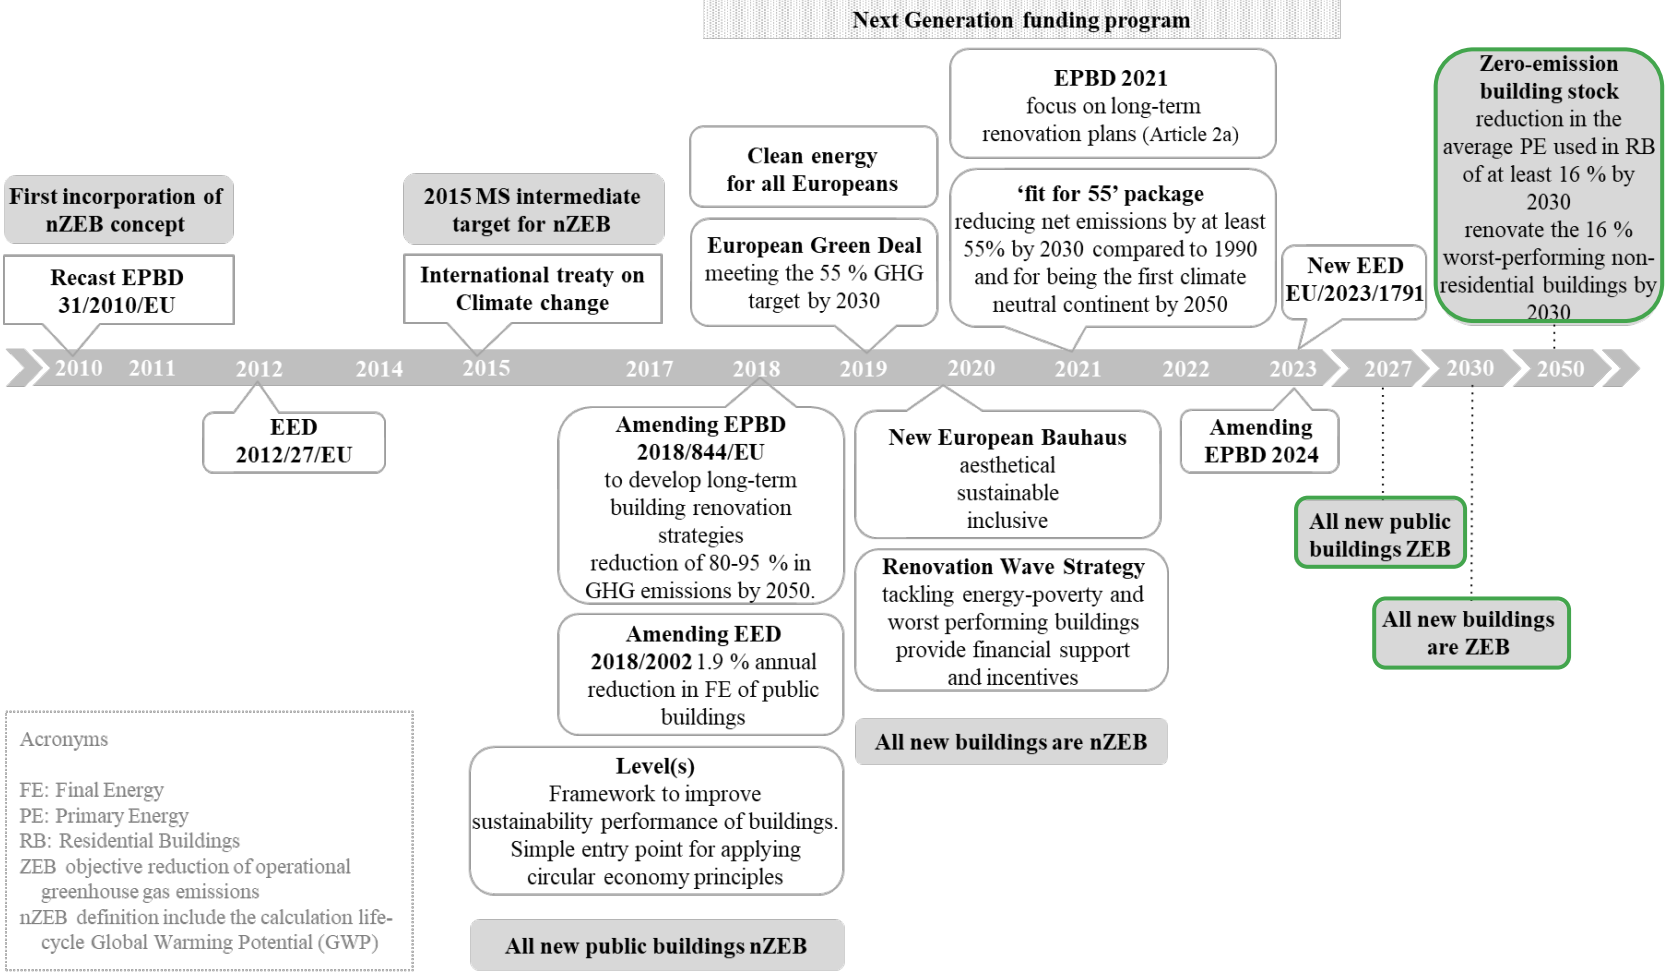 Next Generation funding program
EPBD 2021
focus on long-term
renovation plans (Article 2a)
Zero-emission
building stock
reduction in the
average PE used in RB
of at least 16 % by
2030
renovate the 16 %
worst-performing non-
residential buildings by
2030
Clean energy
for all Europeans
First incorporation of
nZEB concept
2015 MS intermediate
target for nZEB
‘fit for 55’ package
reducing net emissions by at least
55% by 2030 compared to 1990
and for being the first climate
neutral continent by 2050
European Green Deal
meeting the 55 % GHG
target by 2030
Recast EPBD
31/2010/EU
International treaty on
Climate change
New EED
EU/2023/1791
2010 2011 2012 2014 2015 2017 2018 2019 2020 2021 2022 2023 2027 2030 2050
EED
2012/27/EU
Amending EPBD
2018/844/EU
to develop long-term
building renovation
strategies
reduction of 80-95 % in
GHG emissions by 2050.
New European Bauhaus
aesthetical
sustainable
inclusive
Amending
EPBD 2024
All new public
buildings ZEB
Renovation Wave Strategy
tackling energy-poverty and
worst performing buildings
provide financial support
and incentives
All new buildings
are ZEB
Amending EED
2018/2002 1.9 % annual
reduction in FE of public
buildings
All new buildings are nZEB
Level(s)
Framework to improve
sustainability performance of buildings.
Simple entry point for applying
circular economy principles
All new public buildings nZEB
Acronyms
FE: Final Energy
PE: Primary Energy
RB: Residential Buildings
ZEB objective reduction of operational
greenhouse gas emissions
nZEB definition include the calculation life-
cycle Global Warming Potential (GWP)